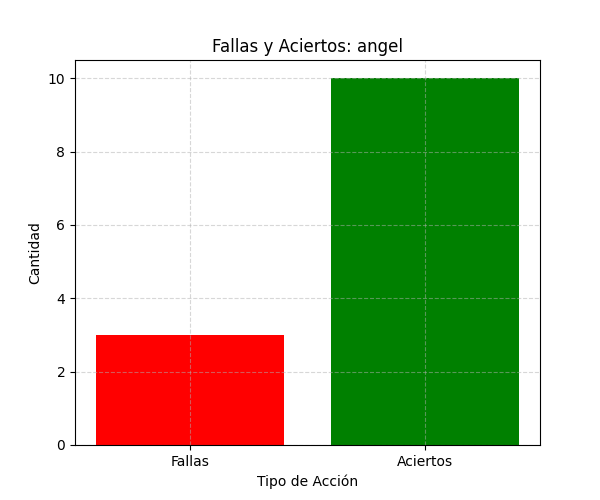 Fallas y Aciertos: angel
10
8
6
4
2
0
Cantidad
Fallas
Aciertos
Tipo de Acción